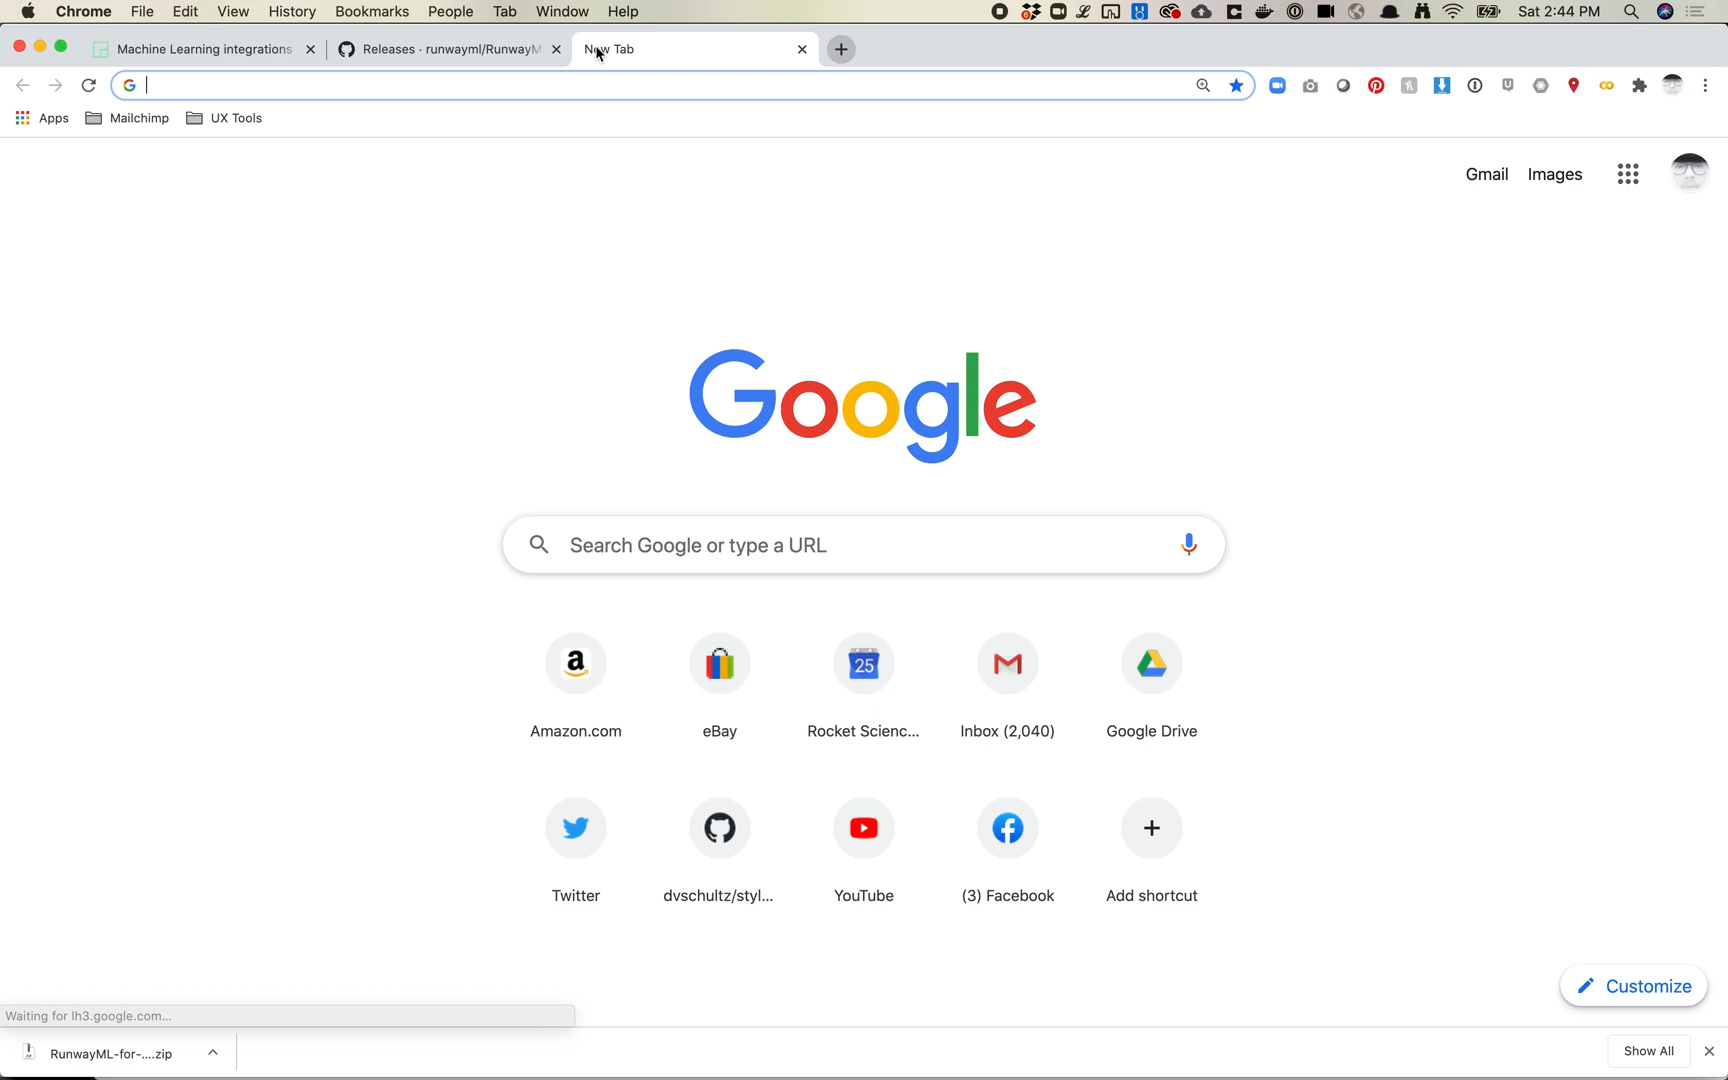 Chrome File Edit View History Bookmarks People Tab Window Help Sat 2:44 PM
Machine Learning integrations Releases · runwayml/RunwayM New Tab
G
Apps Mailchimp UX Tools
Gmail Images
Google
Search Google or type a URL
a 25
Amazon.com eBay Rocket Scienc... Inbox (2,040) Google Drive
Twitter dvschultz/styl... YouTube (3) Facebook Add shortcut
Customize
Waiting for lh3.google.com...
RunwayML-for-....zip Show All